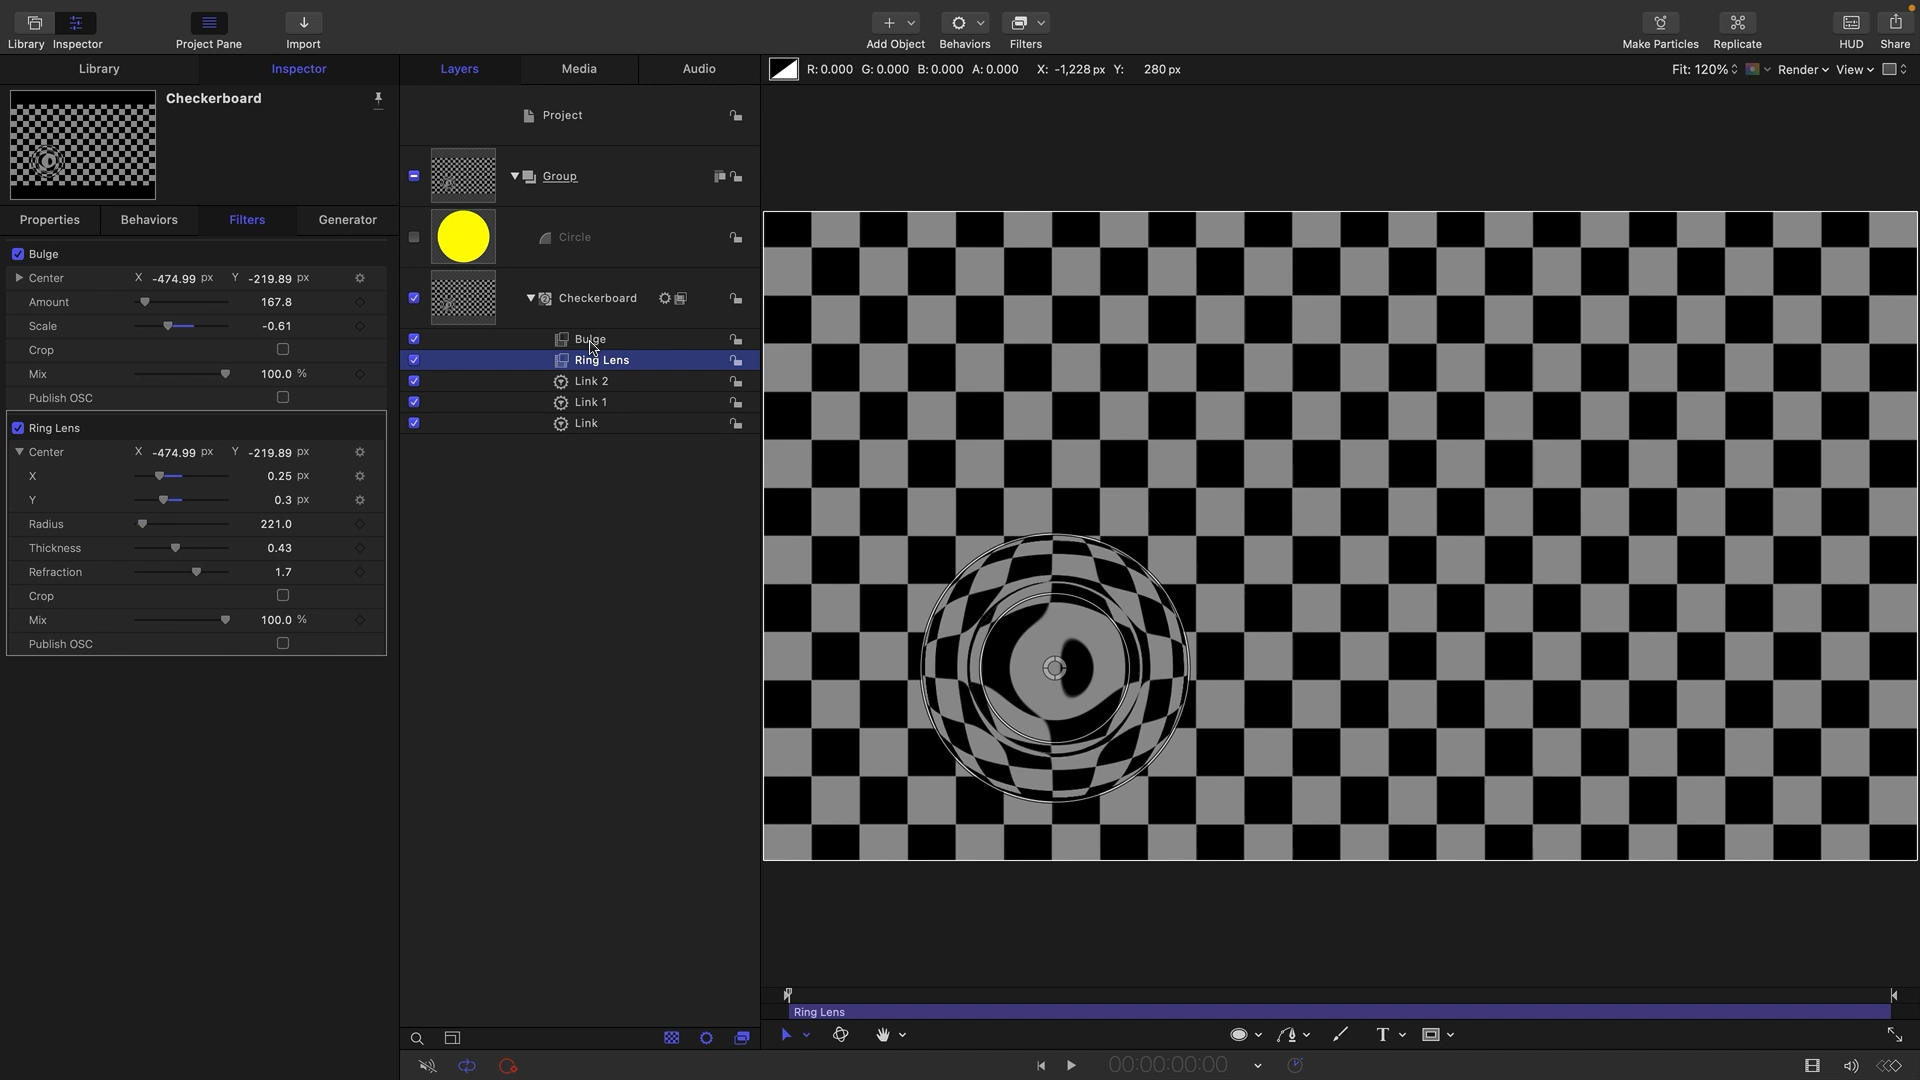 Library
Inspector
Project Pane
Import
Add Object
Behaviors
Filters
Make Particles
Replicate
HUD
Share
Library
Inspector
Layers
Media
Audio
R: 0.000 G: 0.000 B: 0.000 A: 0.000 X: -1,228 px Y: 280 px
Fit: 120%
Render
View
Checkerboard
Properties
Behaviors
Filters
Generator
Bulge
Center X -474.99 px Y -219.89 px
Amount 167.8
Scale -0.61
Crop
Mix 100.0 %
Publish OSC
Ring Lens
Center X -474.99 px Y -219.89 px
X 0.25 px
Y 0.3 px
Radius 221.0
Thickness 0.43
Refraction 1.7
Crop
Mix 100.0 %
Publish OSC
Project
Group
Circle
Checkerboard
Bulge
Ring Lens
Link 2
Link 1
Link
Ring Lens
T
00:00:00:00